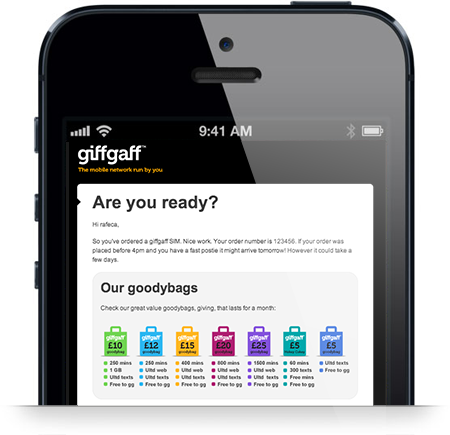 9:41 AM
giffgaff™
The mobile network run by you
Are you ready?
Hi rafeca,
So you've ordered a giffgaff SIM. Nice work. Your order number is 123456. If your order was
placed before 4pm and you have a fast postie it might arrive tomorrow! However it could take a
few days.
Our goodybags
Check our great value goodybags, giving, that lasts for a month:
£10 £12 £15 £20 £25 £5 £5
goodybag goodybag goodybag goodybag goodybag goodybag
250 mins 250 mins 400 mins 800 mins 1500 mins 60 mins mins
1 GB Ultd web Ultd web Ultd web Ultd web 300 texts Ultd texts
Ultd texts Ultd texts Ultd texts Ultd texts Ultd texts Free mins Free to gg
Free to gg Free to gg Free to gg Free to gg Free to gg Free to gg